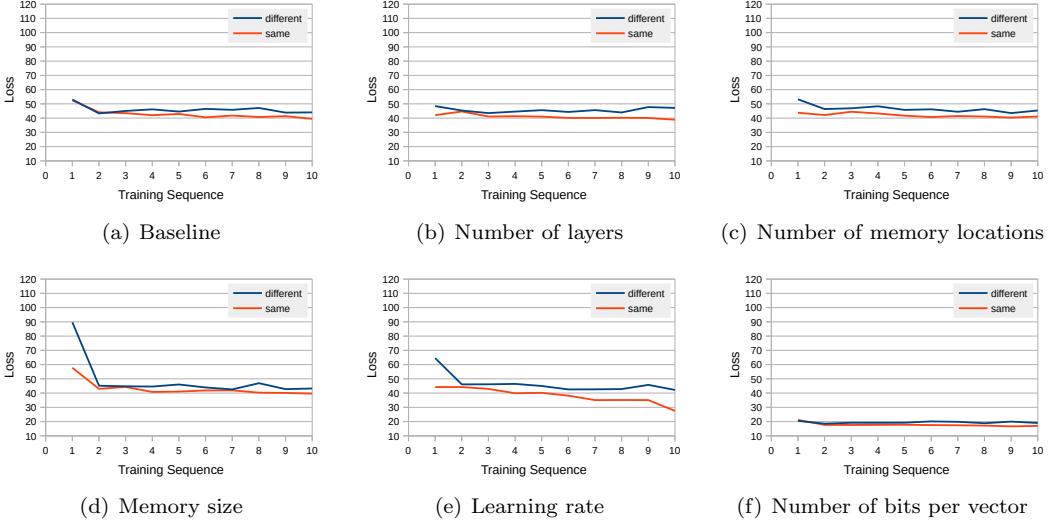 120
110
100
90
80
70
60
50
40
30
20
10
Loss
different
same
0 1 2 3 4 5 6 7 8 9 10
Training Sequence
(a) Baseline
120
110
100
90
80
70
60
50
40
30
20
10
Loss
different
same
0 1 2 3 4 5 6 7 8 9 10
Training Sequence
(b) Number of layers
120
110
100
90
80
70
60
50
40
30
20
10
Loss
different
same
0 1 2 3 4 5 6 7 8 9 10
Training Sequence
(c) Number of memory locations
120
110
100
90
80
70
60
50
40
30
20
10
Loss
different
same
0 1 2 3 4 5 6 7 8 9 10
Training Sequence
(d) Memory size
120
110
100
90
80
70
60
50
40
30
20
10
Loss
different
same
0 1 2 3 4 5 6 7 8 9 10
Training Sequence
(e) Learning rate
120
110
100
90
80
70
60
50
40
30
20
10
Loss
different
same
0 1 2 3 4 5 6 7 8 9 10
Training Sequence
(f) Number of bits per vector